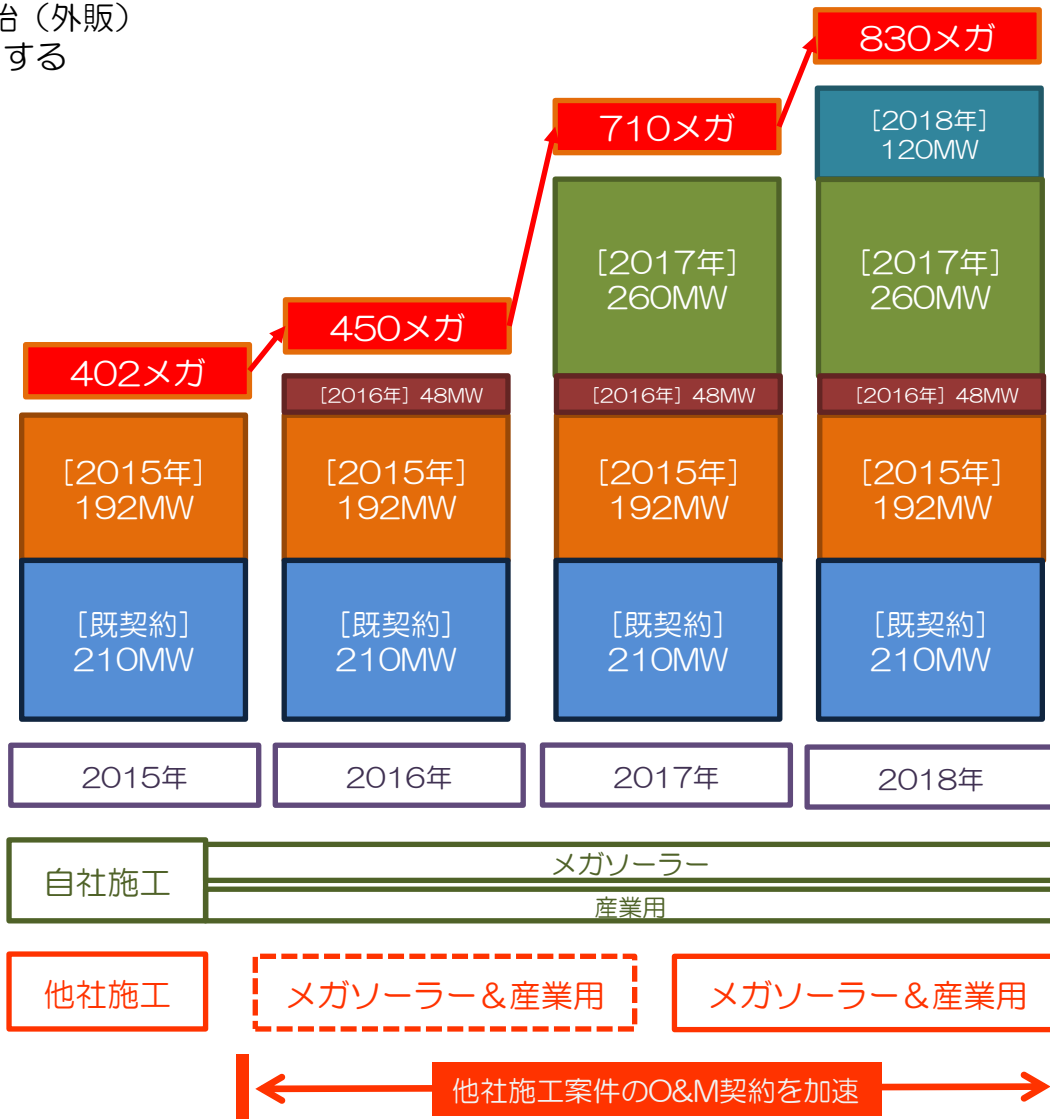 治（外販）
する
830メガ
710メガ
450メガ
402メガ
[2018年]
120MW
[2017年]
260MW
[2017年]
260MW
[2016年] 48MW
[2016年] 48MW
[2016年] 48MW
[2015年]
192MW
[2015年]
192MW
[2015年]
192MW
[2015年]
192MW
[既契約]
210MW
[既契約]
210MW
[既契約]
210MW
[既契約]
210MW
2015年
2016年
2017年
2018年
自社施工
メガソーラー
産業用
他社施工
メガソーラー＆産業用
メガソーラー＆産業用
他社施工案件のO&M契約を加速